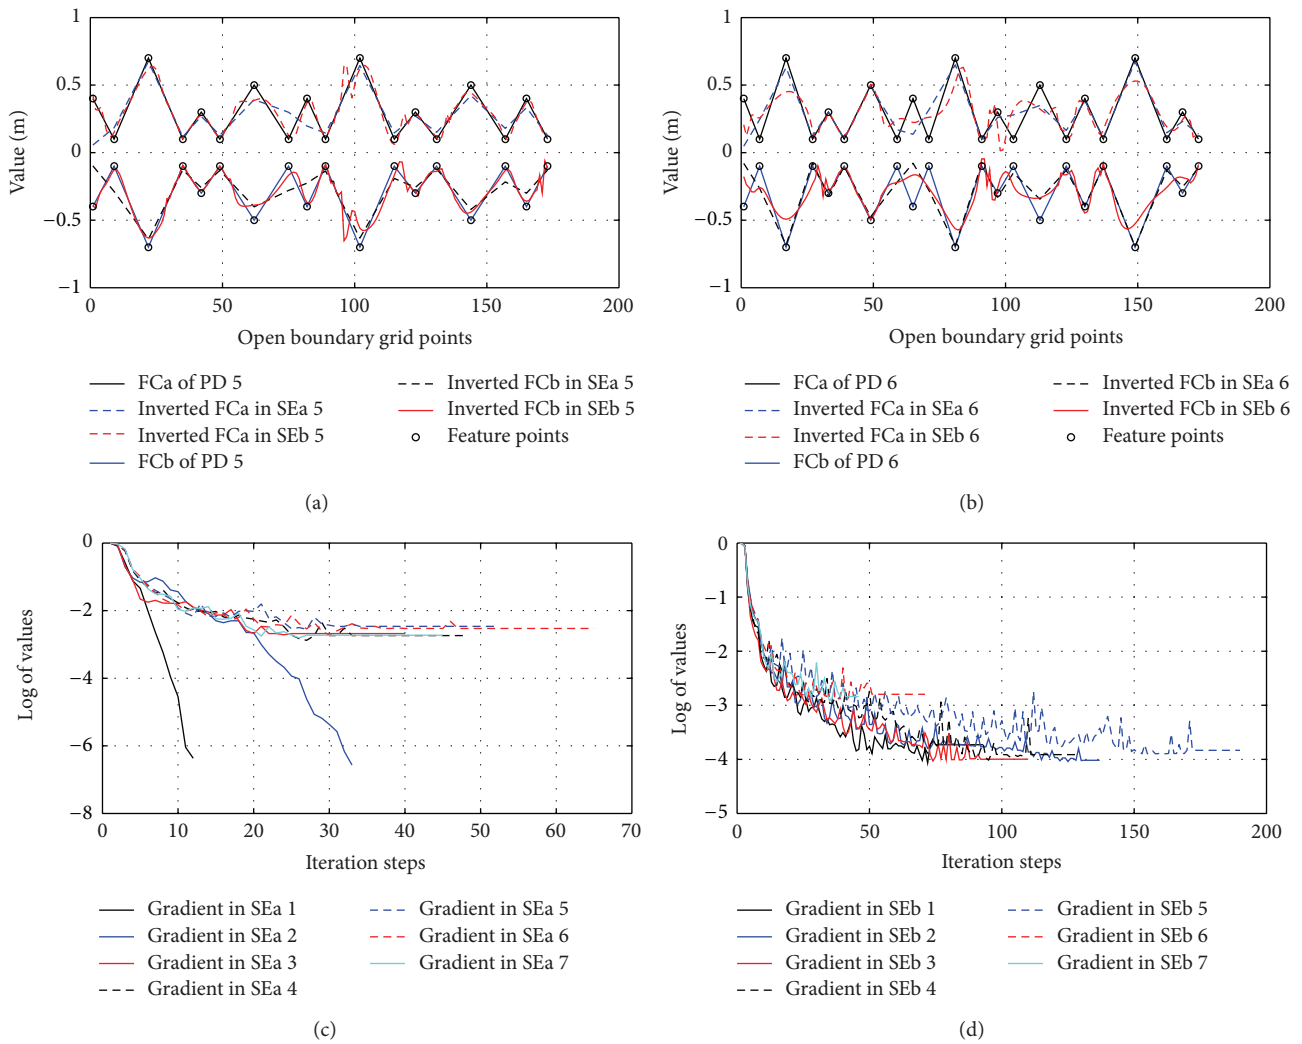 1
0.5
0
−0.5
−1
Value (m)
0
50
100
150
200
Open boundary grid points
FCa of PD 5
Inverted FCa in SEa 5
Inverted FCa in SEb 5
FCb of PD 5
Inverted FCb in SEa 5
Inverted FCb in SEb 5
Feature points
(a)
1
0.5
0
−0.5
−1
Value (m)
0
50
100
150
200
Open boundary grid points
FCa of PD 6
Inverted FCa in SEa 6
Inverted FCa in SEb 6
FCb of PD 6
Inverted FCb in SEa 6
Inverted FCb in SEb 6
Feature points
(b)
0
−2
−4
−6
−8
Log of values
0
10
20
30
40
50
60
70
Iteration steps
Gradient in SEa 1
Gradient in SEa 2
Gradient in SEa 3
Gradient in SEa 4
Gradient in SEa 5
Gradient in SEa 6
Gradient in SEa 7
(c)
0
−1
−2
−3
−4
−5
Log of values
0
50
100
150
200
Iteration steps
Gradient in SEb 1
Gradient in SEb 2
Gradient in SEb 3
Gradient in SEb 4
Gradient in SEb 5
Gradient in SEb 6
Gradient in SEb 7
(d)